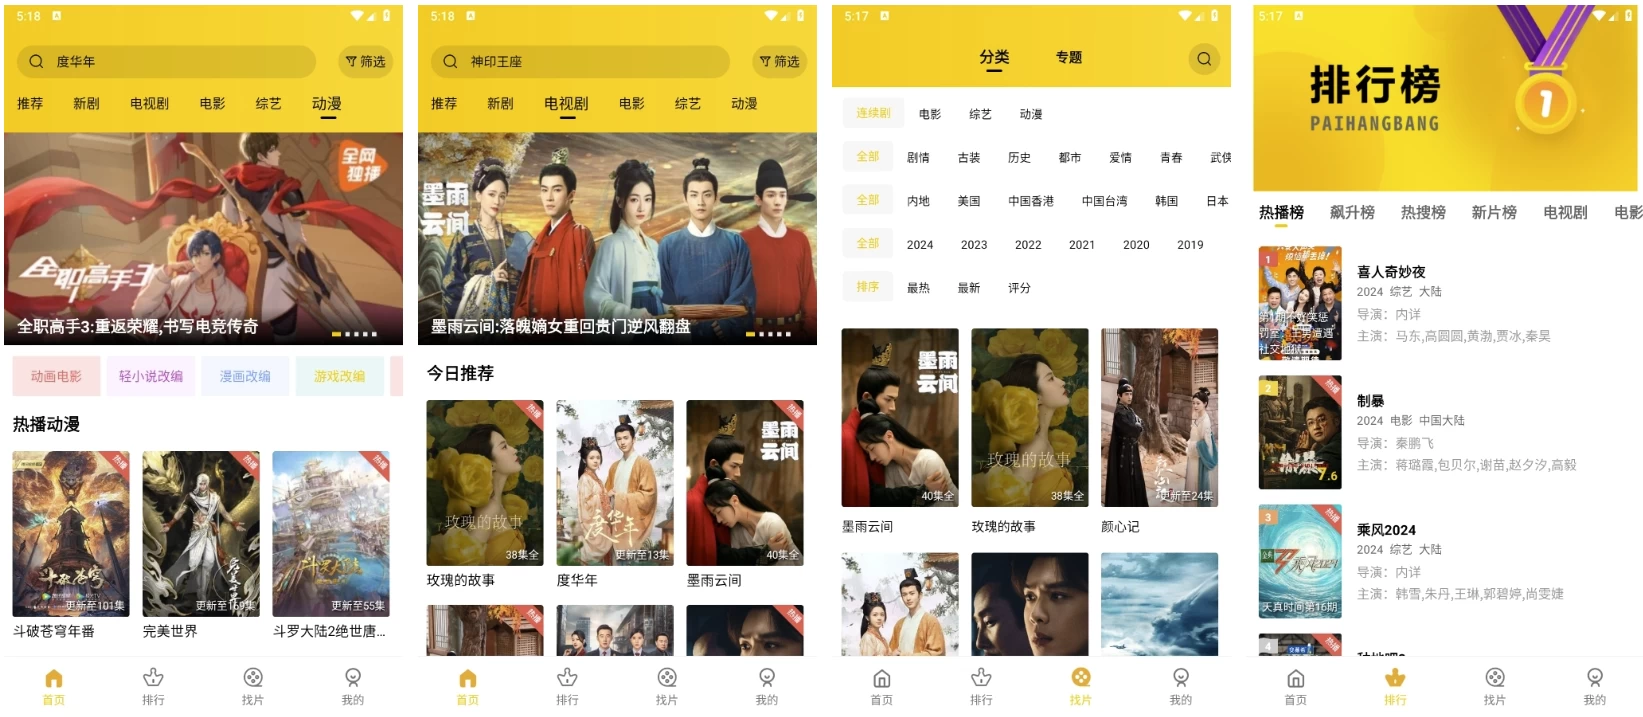 5:18
度华年
筛选
推荐 新剧 电视剧 电影 综艺 动漫
全网
独播
全职高手3
全职高手3:重返荣耀,书写电竞传奇
动画电影 轻小说改编 漫画改编 游戏改编
热播动漫
热播 热播 热播
斗破苍穹
更新至101集 更新至169集 更新至55集
斗破苍穹年番 完美世界 斗罗大陆2绝世唐...
首页 排行 找片 我的
5:18
神印王座
筛选
推荐 新剧 电视剧 电影 综艺 动漫
墨雨
云间
墨雨云间:落魄嫡女重回贵门逆风翻盘
今日推荐
热播 热播
墨雨
云间
玫瑰的故事 度华年
38集全 更新至13集 40集全
玫瑰的故事 度华年 墨雨云间
热播 热播
首页 排行 找片 我的
5:17
分类 专题
连续剧 电影 综艺 动漫
全部 剧情 古装 历史 都市 爱情 青春 武侠
全部 内地 美国 中国香港 中国台湾 韩国 日本
全部 2024 2023 2022 2021 2020 2019
排序 最热 最新 评分
墨雨
云间
玫瑰的故事
40集全 38集全 更新至24集
墨雨云间 玫瑰的故事 颜心记
首页 排行 找片 我的
5:17
排行榜
PAIHANGBANG
1
热播榜 飙升榜 热搜榜 新片榜 电视剧 电影
1
喜人奇妙夜
2024 综艺 大陆
导演：内详
主演：马东,高圆圆,黄渤,贾冰,秦昊
2
热播
7.6
制暴
2024 电影 中国大陆
导演：秦鹏飞
主演：蒋璐霞,包贝尔,谢苗,赵夕汐,高毅
3
热播
天真时间第16期
乘风2024
2024 综艺 大陆
导演：内详
主演：韩雪,朱丹,王琳,郭碧婷,尚雯婕
4
热播
首页 排行 找片 我的